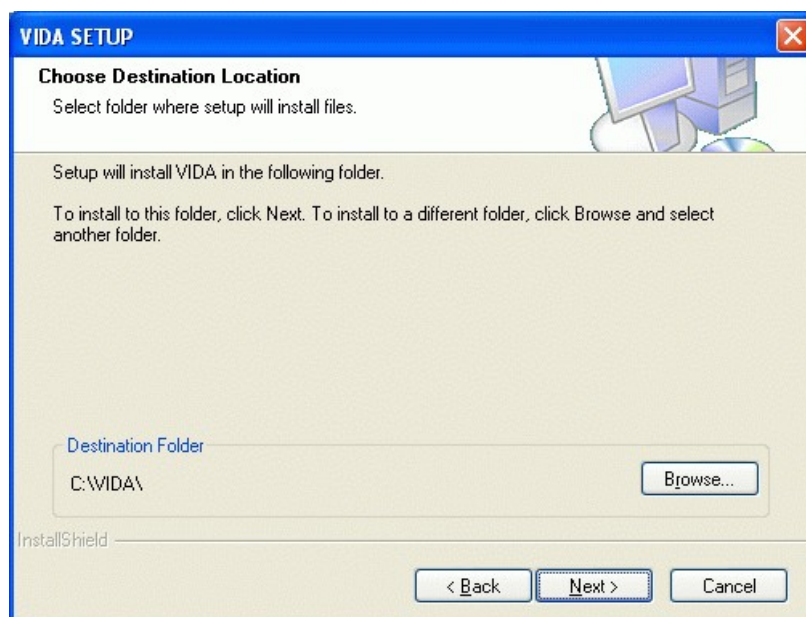 VIDA SETUP
Choose Destination Location
Select folder where setup will install files.
Setup will install VIDA in the following folder.
To install to this folder, click Next. To install to a different folder, click Browse and select
another folder.
Destination Folder
C:\VIDA\
Browse...
InstallShield
< Back
Next >
Cancel